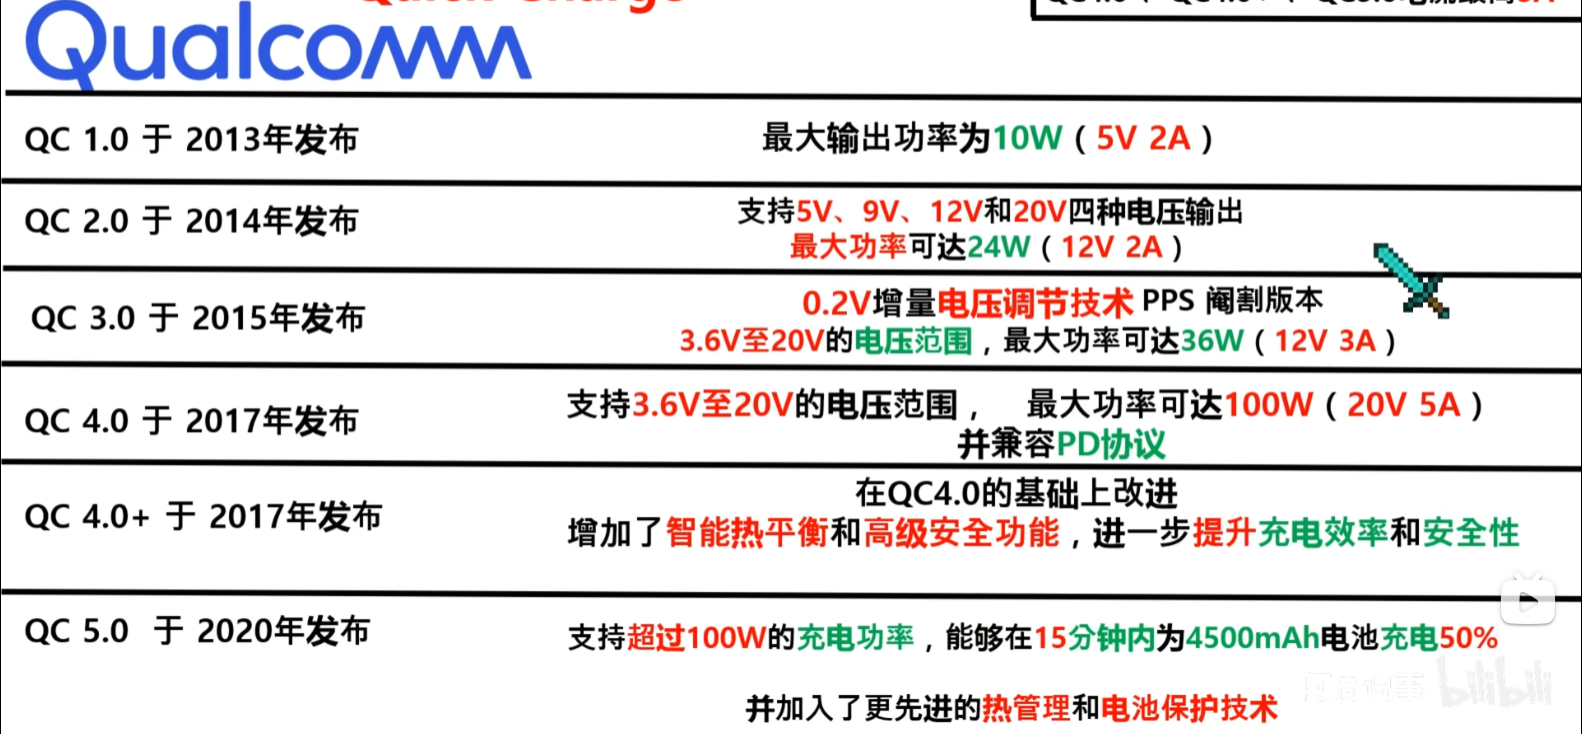 Quick Charge
Qualcomm
QC 1.0 于 2013年发布
最大输出功率为10W（5V 2A）
QC 2.0 于 2014年发布
支持5V、9V、12V和20V四种电压输出
最大功率可达24W（12V 2A）
QC 3.0 于 2015年发布
0.2V增量电压调节技术 PPS 阉割版本
3.6V至20V的电压范围，最大功率可达36W（12V 3A）
QC 4.0 于 2017年发布
支持3.6V至20V的电压范围， 最大功率可达100W（20V 5A）
并兼容PD协议
QC 4.0+ 于 2017年发布
在QC4.0的基础上改进
增加了智能热平衡和高级安全功能，进一步提升充电效率和安全性
QC 5.0 于 2020年发布
支持超过100W的充电功率，能够在15分钟内为4500mAh电池充电50%
并加入了更先进的热管理和电池保护技术
bilibili